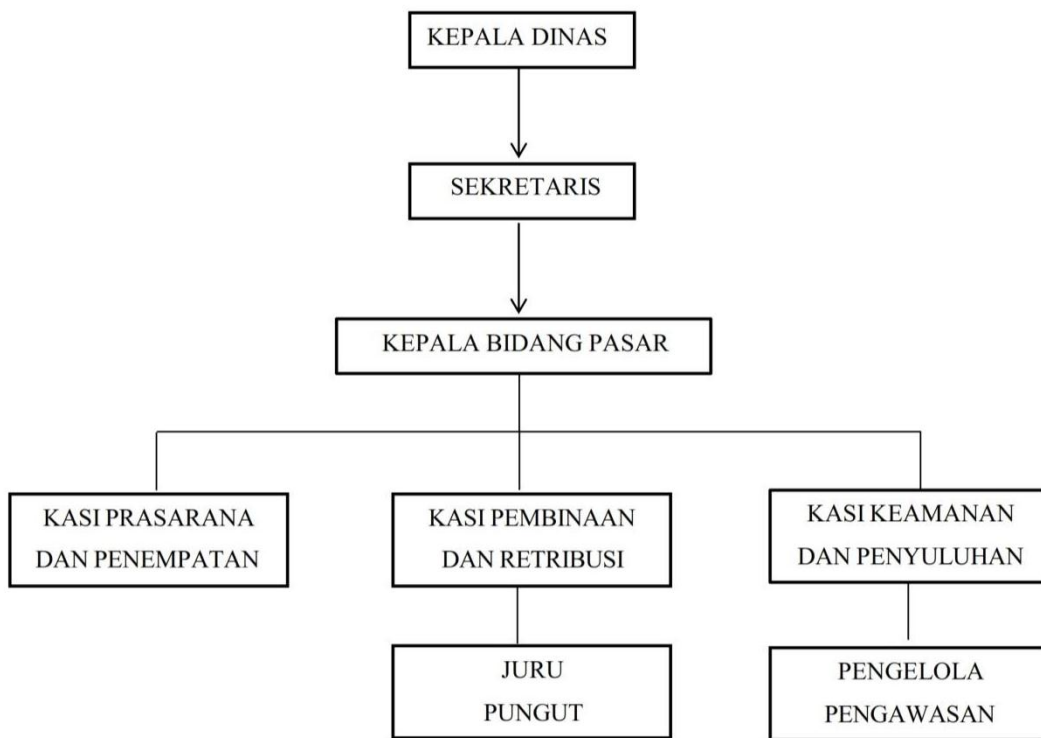 KEPALA DINAS
SEKRETARIS
KEPALA BIDANG PASAR
KASI PRASARANA
DAN PENEMPATAN
KASI PEMBINAAN
DAN RETRIBUSI
KASI KEAMANAN
DAN PENYULUHAN
JURU
PUNGUT
PENGELOLA
PENGAWASAN